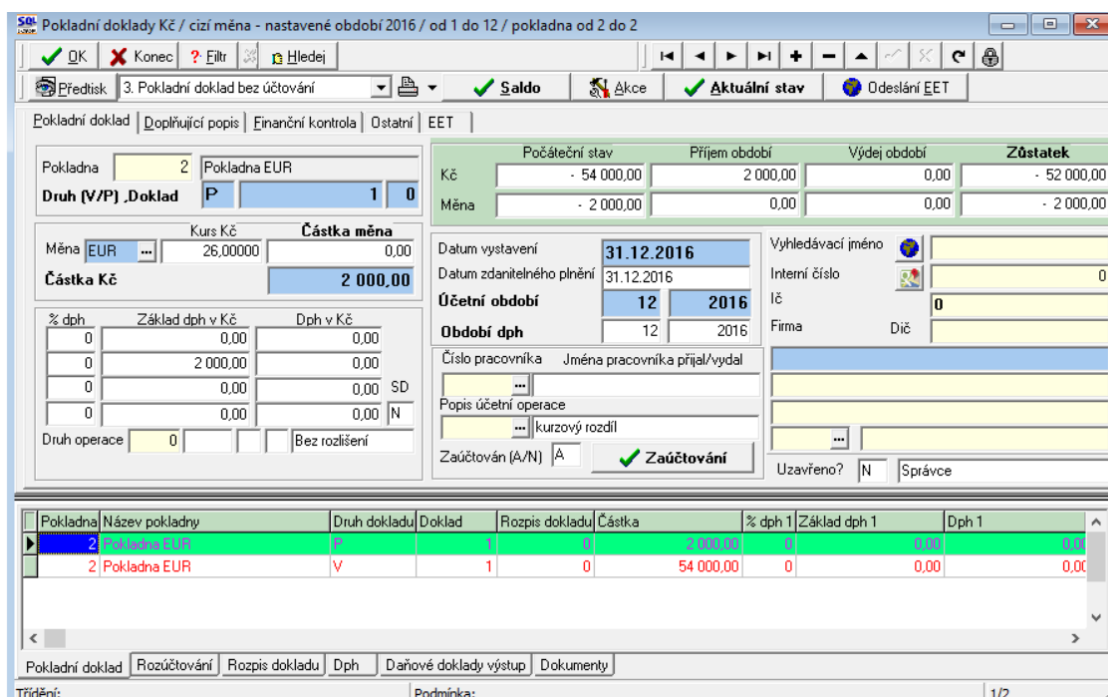 SQL Pokladní doklady Kč / cizí měna - nastavené období 2016 / od 1 do 12 / pokladna od 2 do 2
OK Konec ?· Filtr Hledej
Předtisk 3. Pokladní doklad bez účtování Saldo Akce Aktuální stav Odeslání EET
Pokladní doklad Doplňující popis Finanční kontrola Ostatní EET
Počáteční stav Příjem období Výdej období Zůstatek
Pokladna 2 Pokladna EUR
Kč - 54 000,00 2 000,00 0,00 - 52 000,00
Druh (V/P) ,Doklad P 1 0
Měna - 2 000,00 0,00 0,00 - 2 000,00
Kurs Kč Částka měna
Měna EUR ... 26,00000 0,00
Částka Kč 2 000,00
Datum vystavení 31.12.2016
Datum zdanitelného plnění 31.12.2016
Účetní období 12 2016
Období dph 12 2016
Vyhledávací jméno
Interní číslo 0
Ič 0
Firma Dič
% dph Základ dph v Kč Dph v Kč
0 0,00 0,00
0 2 000,00 0,00
0 0,00 0,00 SD
0 0,00 0,00 N
Druh operace 0 Bez rozlišení
Číslo pracovníka Jména pracovníka přijal/vydal
...
Popis účetní operace
... kurzový rozdíl
Zaúčtován (A/N) A Zaúčtování
...
Uzavřeno? N Správce
Pokladna Název pokladny Druh dokladu Doklad Rozpis dokladu Částka % dph 1 Základ dph 1 Dph 1
2 Pokladna EUR P 1 0 2 000,00 0 0,00 0,00
2 Pokladna EUR V 1 0 54 000,00 0 0,00 0,00
Pokladní doklad Rozúčtování Rozpis dokladu Dph Daňové doklady výstup Dokumenty
Třídění: Podmínka: 1/2